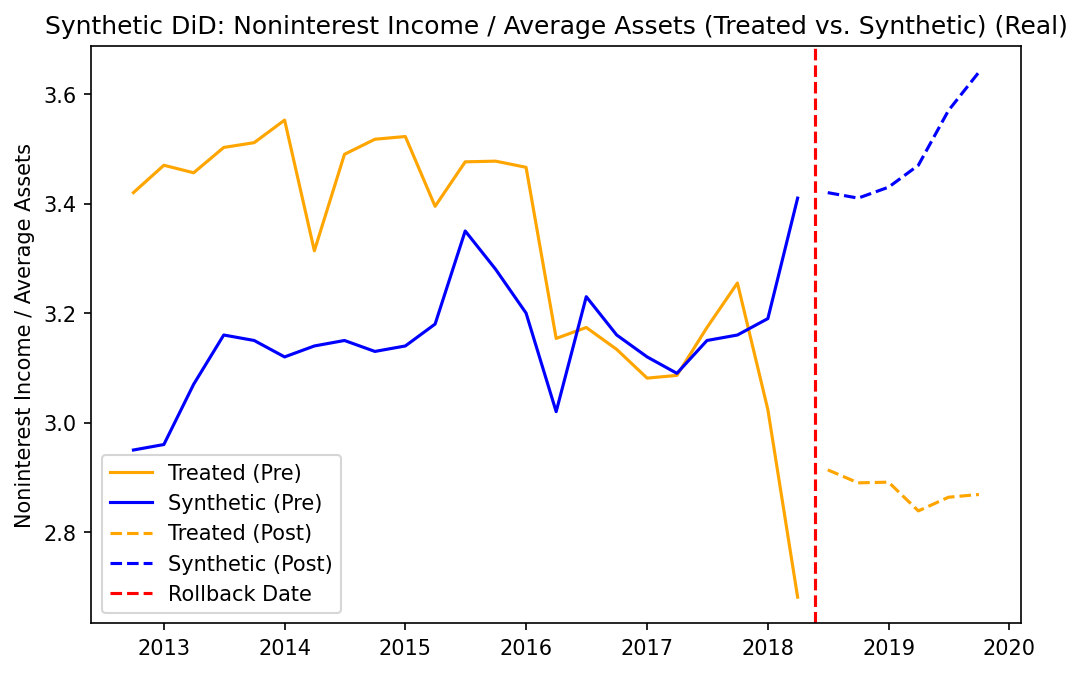 Synthetic DiD: Noninterest Income / Average Assets (Treated vs. Synthetic) (Real)
Noninterest Income / Average Assets
3.6
3.4
3.2
3.0
2.8
Treated (Pre)
Synthetic (Pre)
Treated (Post)
Synthetic (Post)
Rollback Date
2013
2014
2015
2016
2017
2018
2019
2020